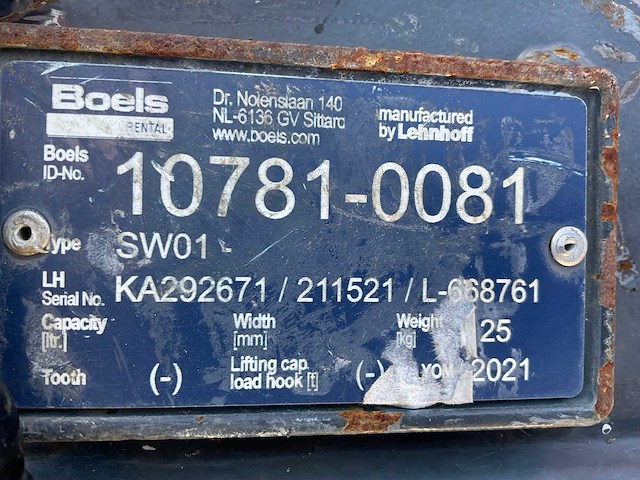 Boels
RENTAL
Dr. Nolenslaan 140
NL-6136 GV Sittard
www.boels.com
manufactured
by Lehnhoff
Boels
ID-No.
10781-0081
Type SW01 -
LH
Serial No.
KA292671 / 211521 / L-668761
Capacity
[ltr.]
Width
[mm]
Weight
[kg]
25
Tooth (-)
Lifting cap.
load hook [t]
(-)
YOM 2021